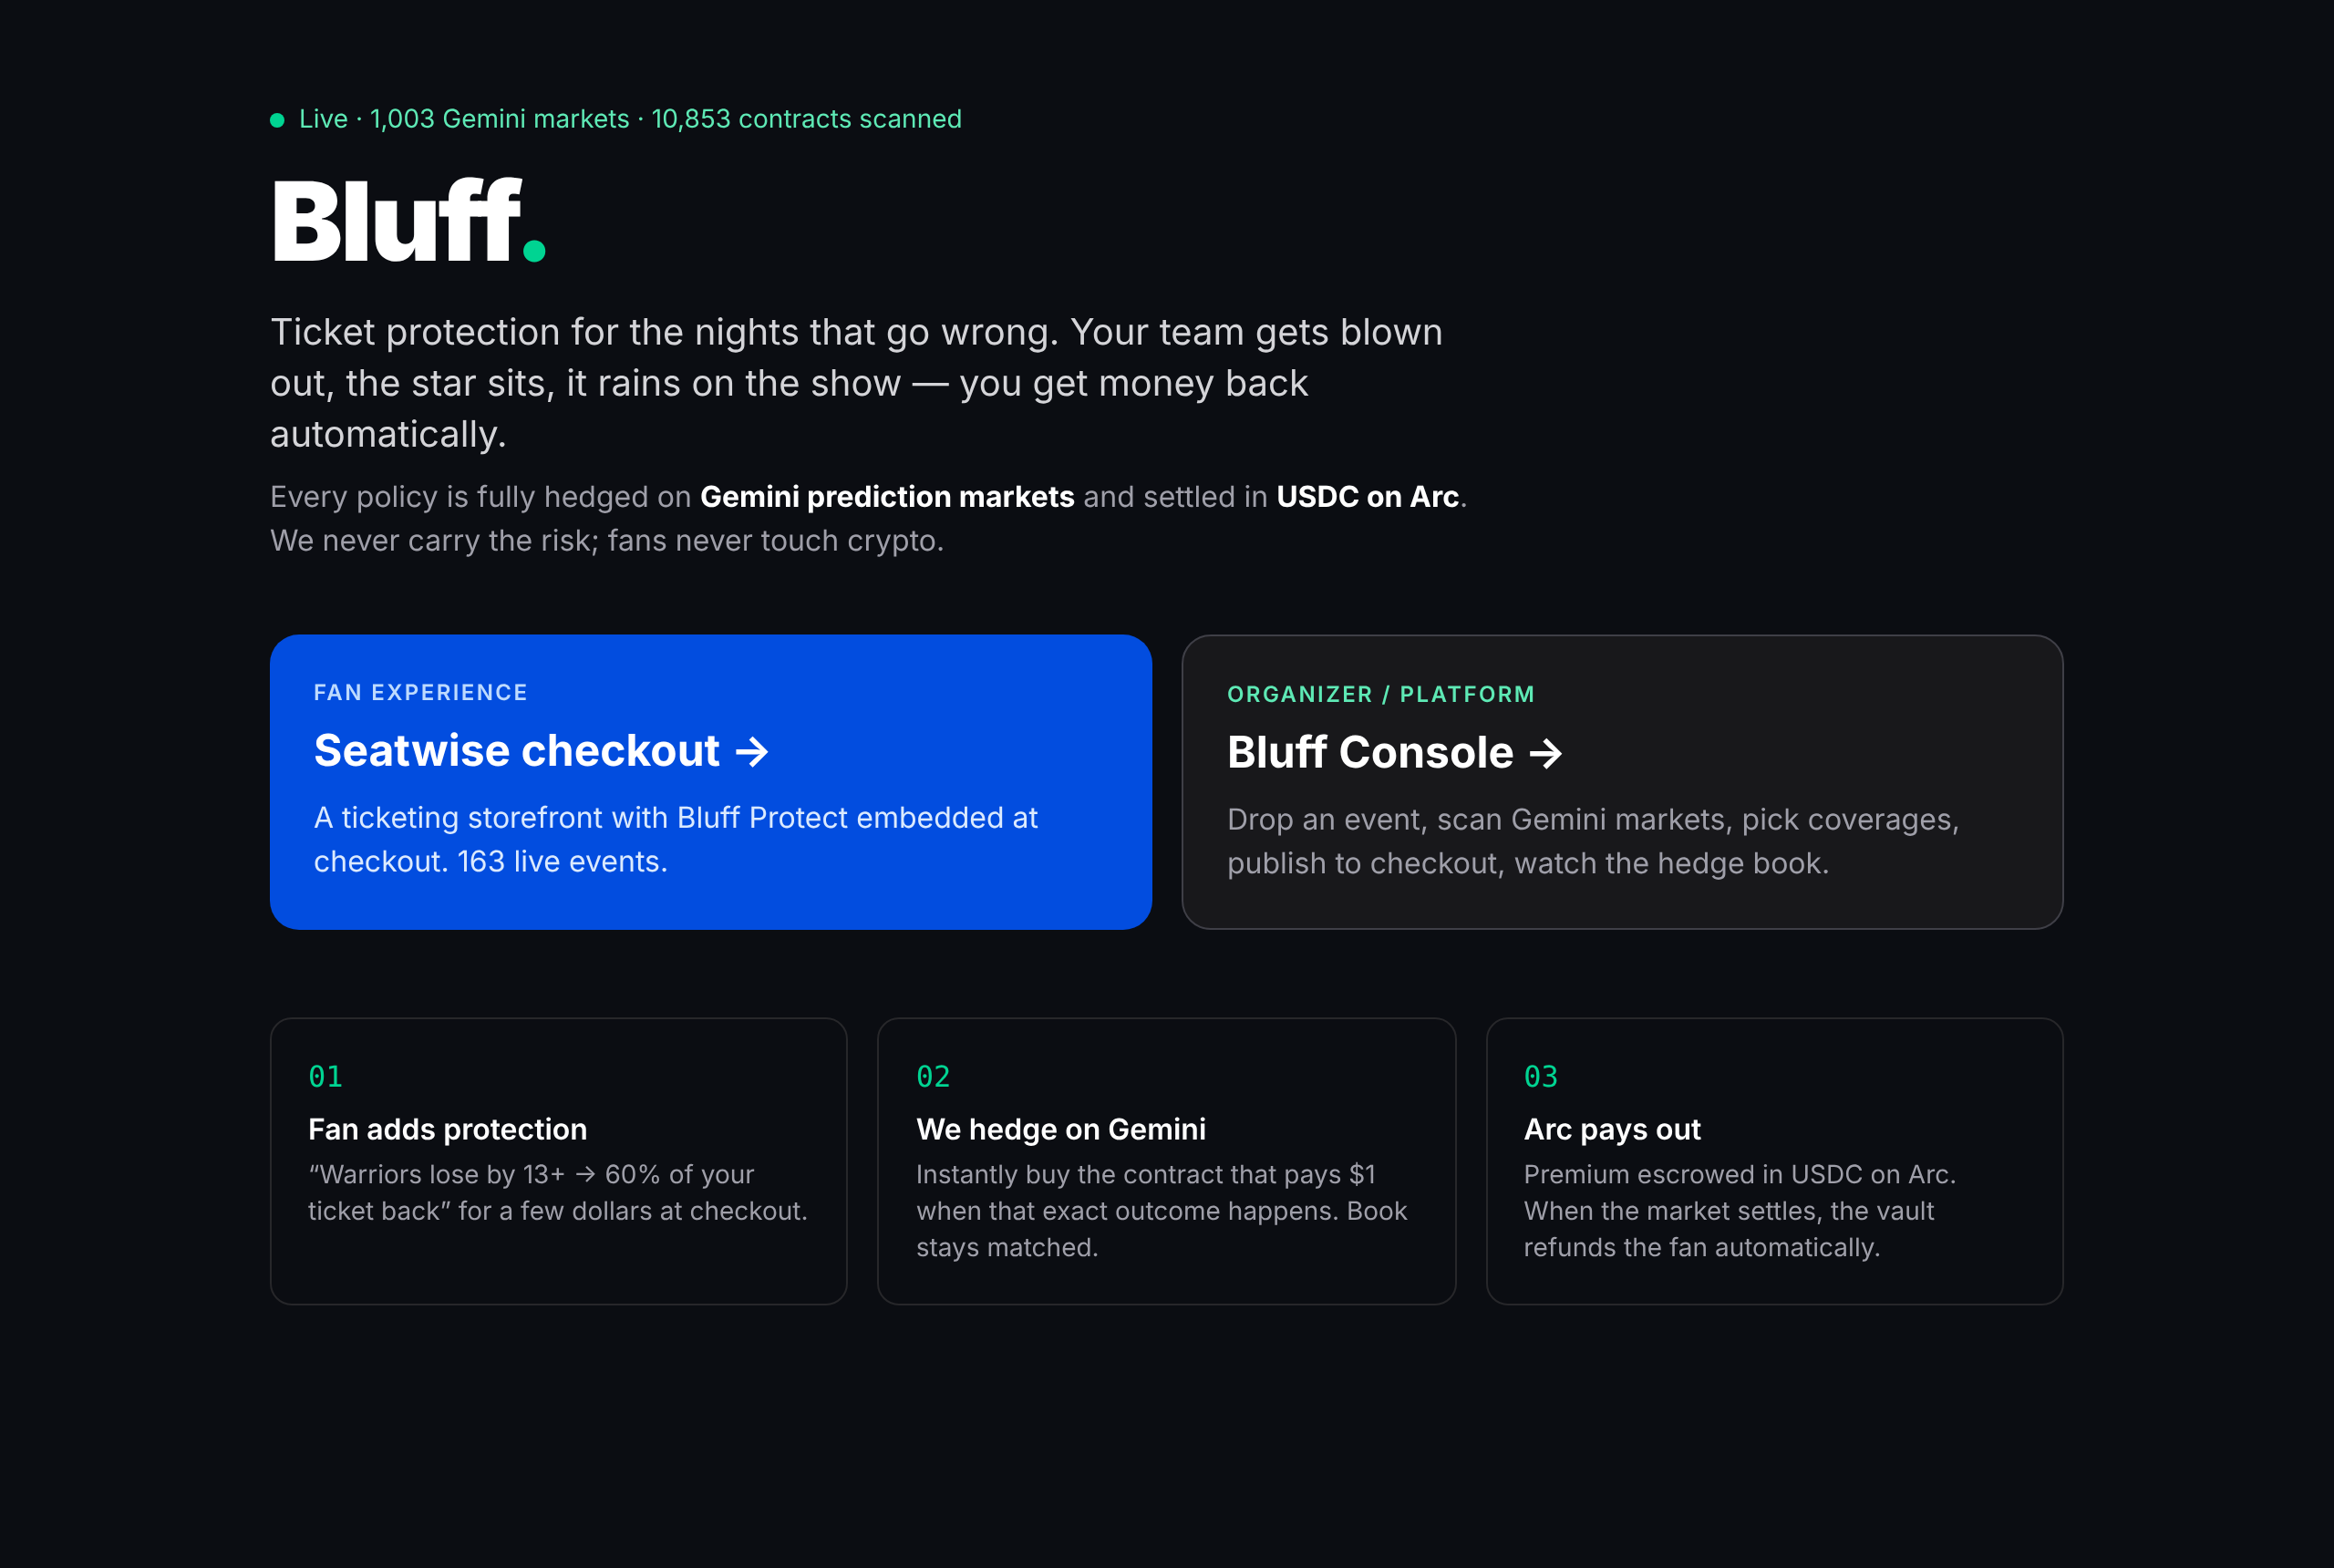 Live · 1,003 Gemini markets · 10,853 contracts scanned
Bluff.
Ticket protection for the nights that go wrong. Your team gets blown
out, the star sits, it rains on the show — you get money back
automatically.
Every policy is fully hedged on Gemini prediction markets and settled in USDC on Arc.
We never carry the risk; fans never touch crypto.
FAN EXPERIENCE
Seatwise checkout →
A ticketing storefront with Bluff Protect embedded at
checkout. 163 live events.
ORGANIZER / PLATFORM
Bluff Console →
Drop an event, scan Gemini markets, pick coverages,
publish to checkout, watch the hedge book.
01
Fan adds protection
“Warriors lose by 13+ → 60% of your
ticket back” for a few dollars at checkout.
02
We hedge on Gemini
Instantly buy the contract that pays $1
when that exact outcome happens. Book
stays matched.
03
Arc pays out
Premium escrowed in USDC on Arc.
When the market settles, the vault
refunds the fan automatically.